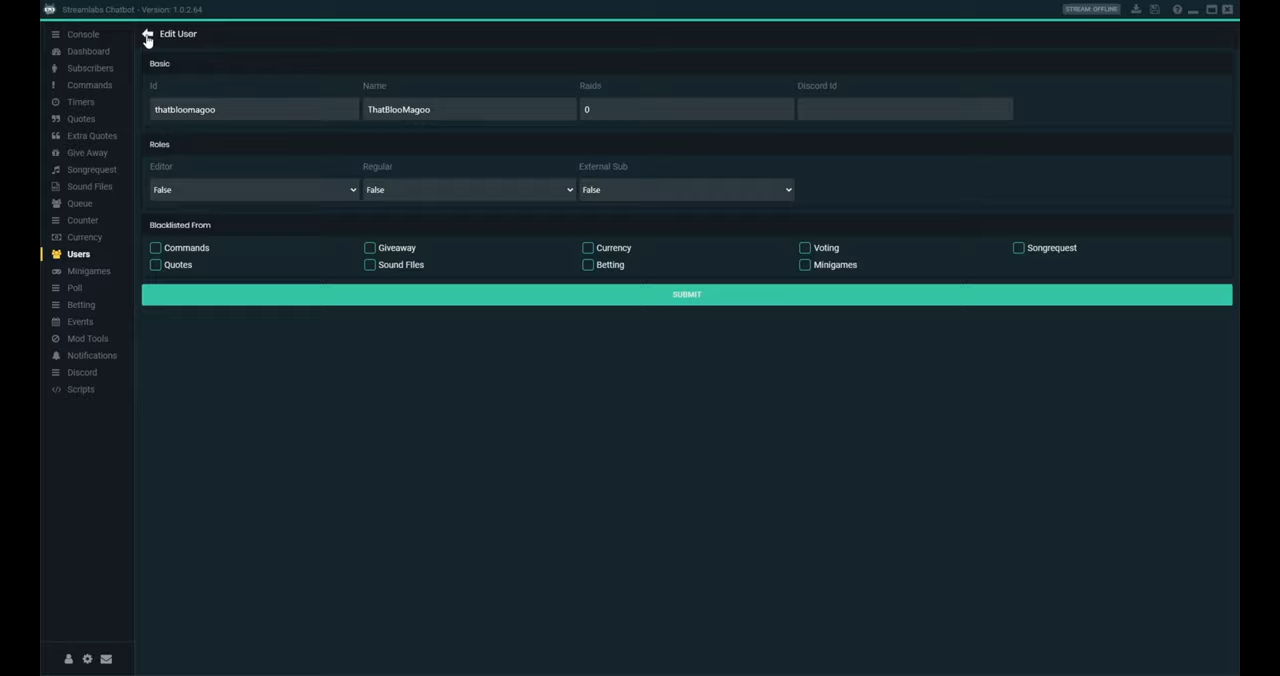 Streamlabs Chatbot - Version: 1.0.2.64
STREAM: OFFLINE
Console
Dashboard
Subscribers
Commands
Timers
Quotes
Extra Quotes
Give Away
Songrequest
Sound Files
Queue
Counter
Currency
Users
Minigames
Poll
Betting
Events
Mod Tools
Notifications
Discord
Scripts
Edit User
Basic
Id Name Raids Discord Id
thatbloomagoo ThatBlooMagoo 0
Roles
Editor Regular External Sub
False False False
Blacklisted From
Commands Giveaway Currency Voting Songrequest
Quotes Sound FIles Betting Minigames
SUBMIT